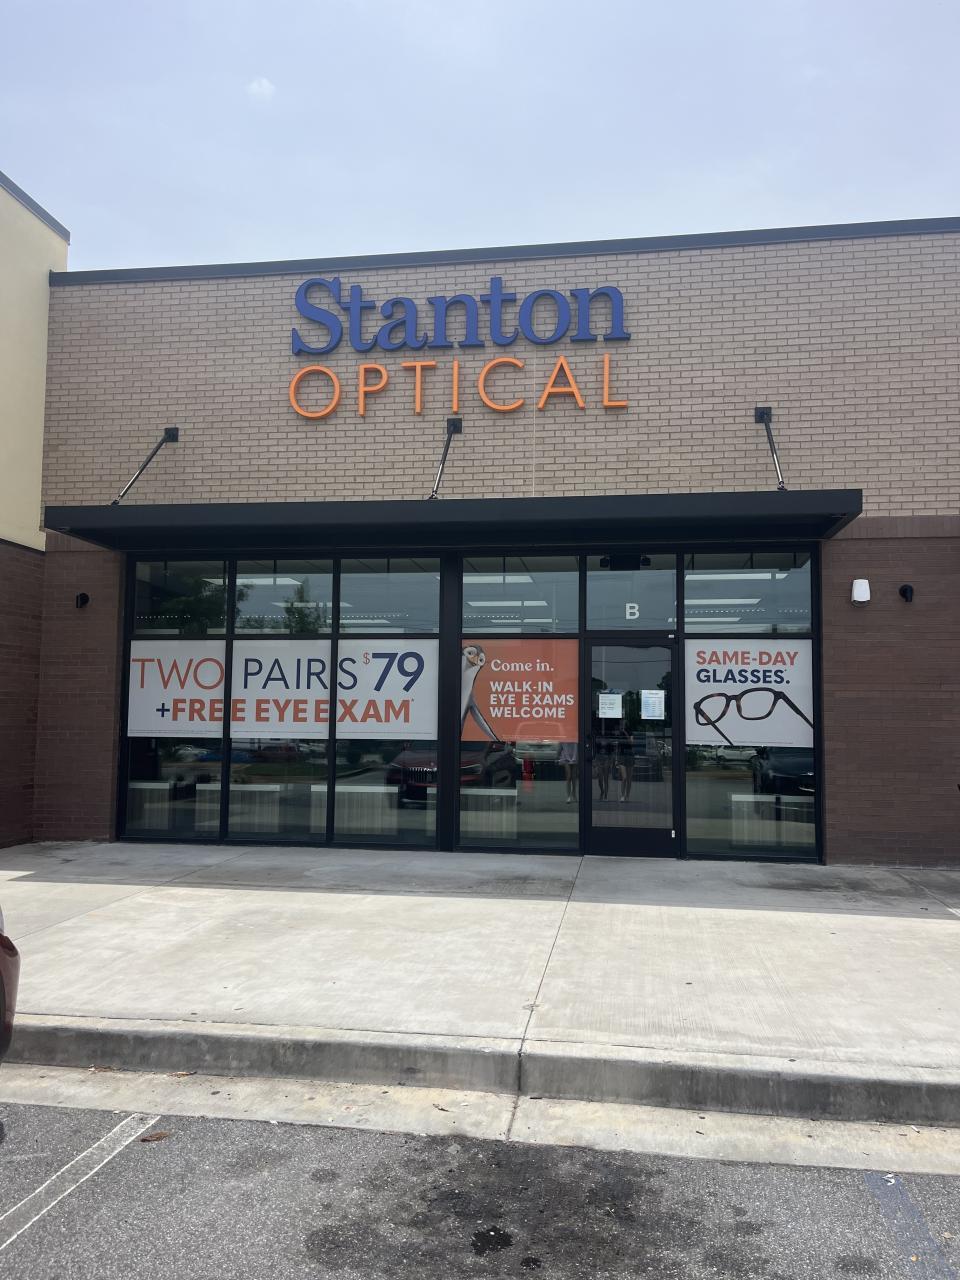 Stanton
OPTICAL
B
TWO PAIRS $79
+FREE EYE EXAM*
Come in.
WALK-IN
EYE EXAMS
WELCOME
SAME-DAY
GLASSES.